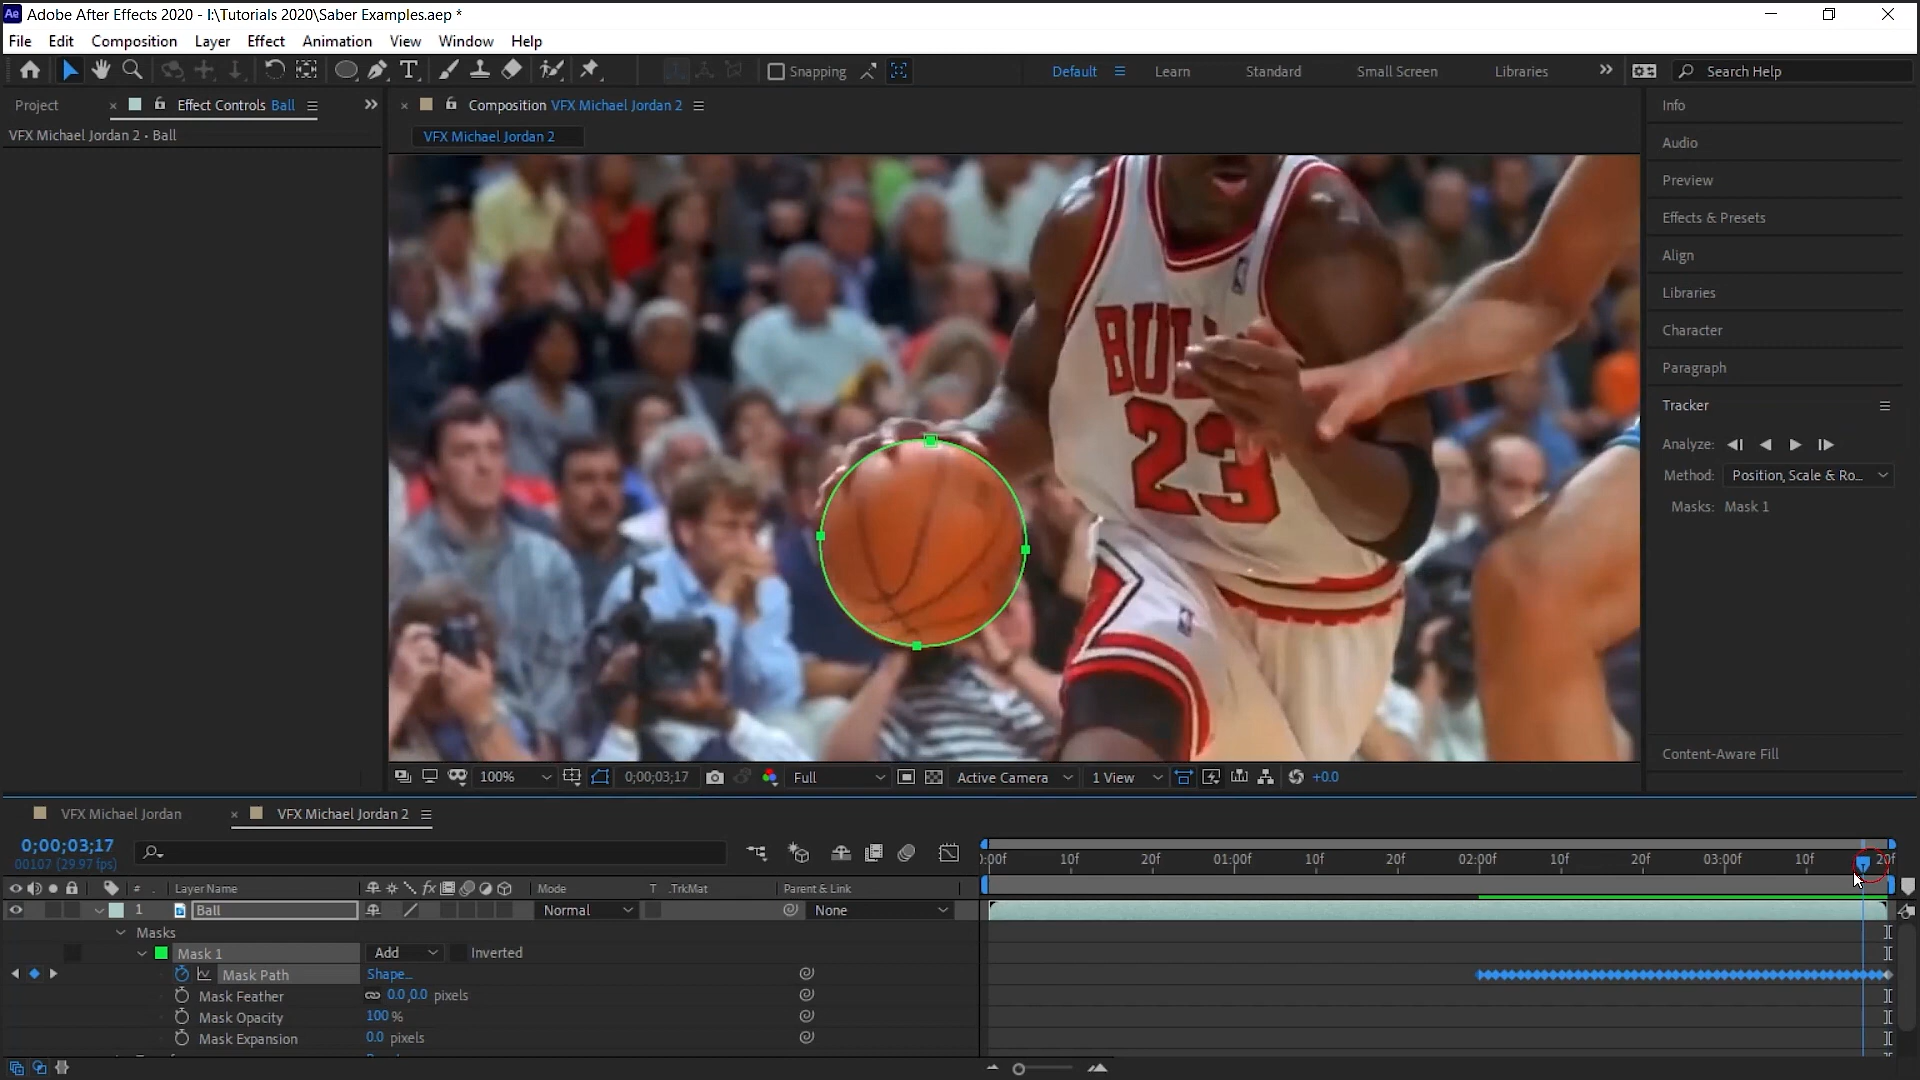 Ae Adobe After Effects 2020 - I:\Tutorials 2020\Saber Examples.aep *
File Edit Composition Layer Effect Animation View Window Help
T Snapping Default Learn Standard Small Screen Libraries Search Help
Project Effect Controls Ball
Composition VFX Michael Jordan 2
Info
VFX Michael Jordan 2 • Ball
VFX Michael Jordan 2
Audio
Preview
Effects & Presets
Align
Libraries
Character
Paragraph
Tracker
Analyze:
Method: Position, Scale & Ro...
Masks: Mask 1
BUL
23
Content-Aware Fill
100% 0;00;03;17 Full Active Camera 1 View +0.0
VFX Michael Jordan VFX Michael Jordan 2
0;00;03;17
00107 (29.97 fps)
):00f 10f 20f 01:00f 10f 20f 02:00f 10f 20f 03:00f 10f 20f
# Layer Name fx Mode T .TrkMat Parent & Link
1 Ball Normal None
Masks
Mask 1 Add Inverted
Mask Path Shape...
Mask Feather 0.0,0.0 pixels
Mask Opacity 100 %
Mask Expansion 0.0 pixels